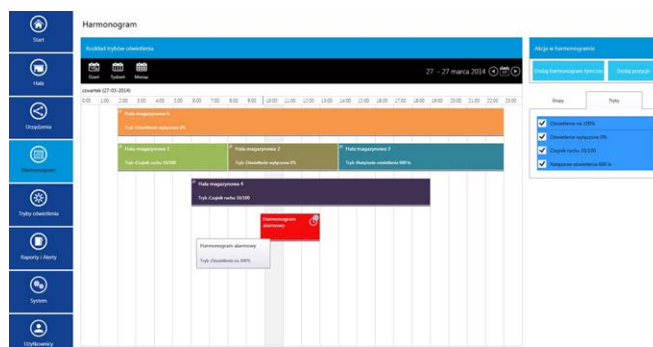 Start
Hale
Urządzenia
Harmonogram
Tryby oświetlenia
Raporty i Alerty
System
Użytkownicy
Harmonogram
Rozkład trybów oświetlenia
Dzień Tydzień Miesiąc
27 - 27 marca 2014
czwartek (27-03-2014)
0:00 1:00 2:00 3:00 4:00 5:00 6:00 7:00 8:00 9:00 10:00 11:00 12:00 13:00 14:00 15:00 16:00 17:00 18:00 19:00 20:00 21:00 22:00 23:00
Hala magazynowa 6
Tryb: Oświetlenie wyłączone 0%
Hala magazynowa 1
Tryb: Czujnik ruchu 10/100
Hala magazynowa 2
Tryb: Oświetlenie wyłączone 0%
Hala magazynowa 3
Tryb: Natężenie oświetlenia 600 lx
Hala magazynowa 4
Tryb: Czujnik ruchu 10/100
Harmonogram
alarmowy
Harmonogram alarmowy
Tryb: Oświetlenie na 100%
Akcje w harmonogramie
Dodaj harmonogram tymczas
Dodaj pozycję
Grupy
Tryby
Oświetlenie na 100%
Oświetlenie wyłączone 0%
Czujnik ruchu 10/100
Natężenie oświetlenia 600 lx